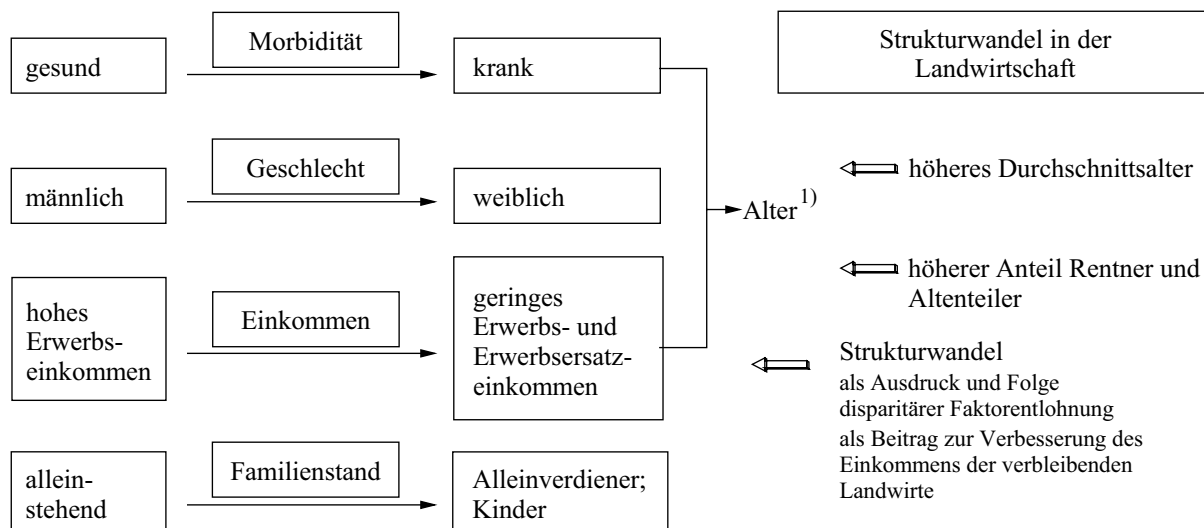 Morbidität
gesund
krank
Strukturwandel in der
Landwirtschaft
Geschlecht
männlich
weiblich
Alter 1)
höheres Durchschnittsalter
höherer Anteil Rentner und
Altenteiler
Einkommen
hohes
Erwerbs-
einkommen
geringes
Erwerbs- und
Erwerbsersatz-
einkommen
Strukturwandel
als Ausdruck und Folge
disparitärer Faktorentlohnung
als Beitrag zur Verbesserung des
Einkommens der verbleibenden
Landwirte
Familienstand
allein-
stehend
Alleinverdiener;
Kinder